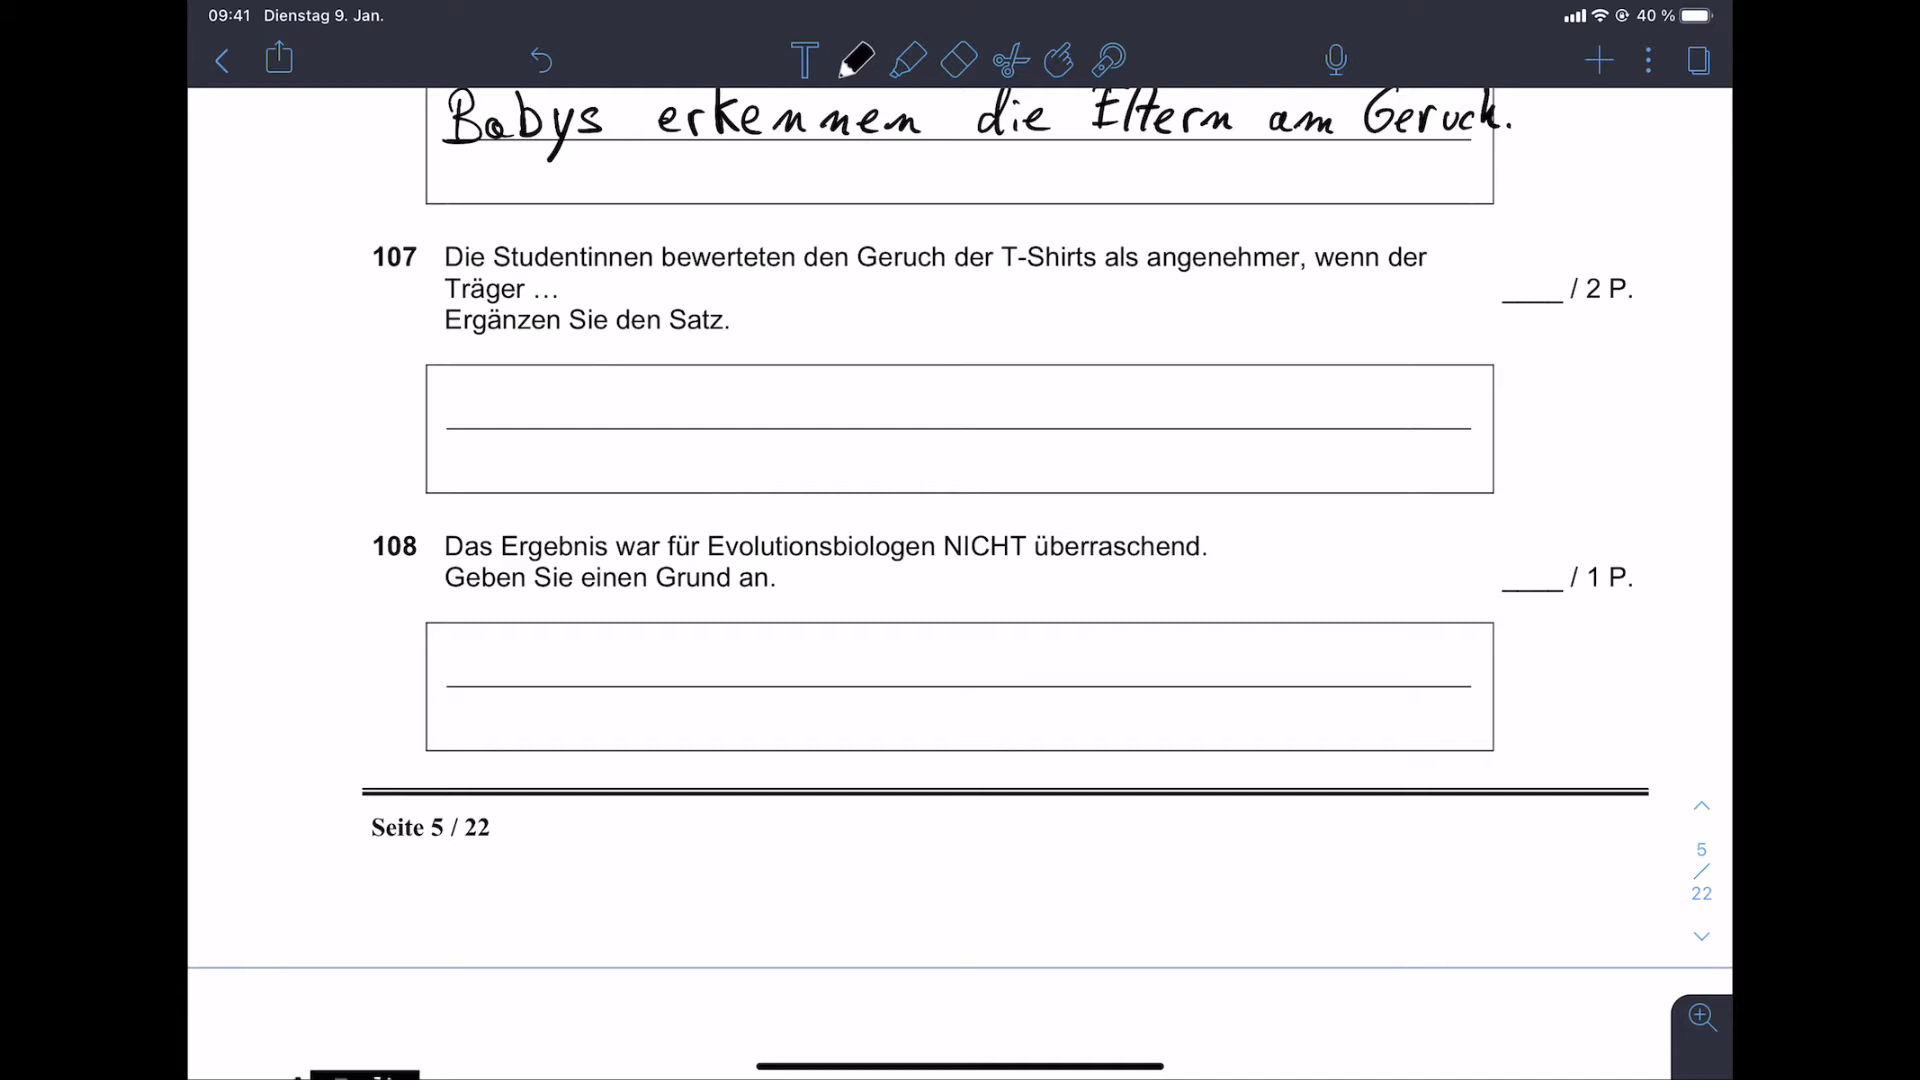 09:41 Dienstag 9. Jan.
40 %
Babys erkennen die Eltern am Geruch.
107 Die Studentinnen bewerteten den Geruch der T-Shirts als angenehmer, wenn der
Träger …
____ / 2 P.
Ergänzen Sie den Satz.
108 Das Ergebnis war für Evolutionsbiologen NICHT überraschend.
Geben Sie einen Grund an.
____ / 1 P.
Seite 5 / 22
5
/
22